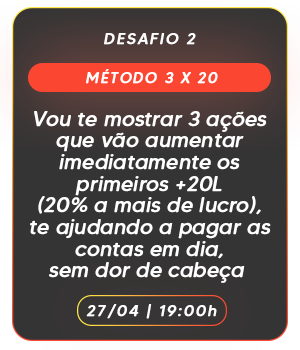 DESAFIO 2
MÉTODO 3 X 20
Vou te mostrar 3 ações
que vão aumentar
imediatamente os
primeiros +20L
(20% a mais de lucro),
te ajudando a pagar as
contas em dia,
sem dor de cabeça
27/04 | 19:00h